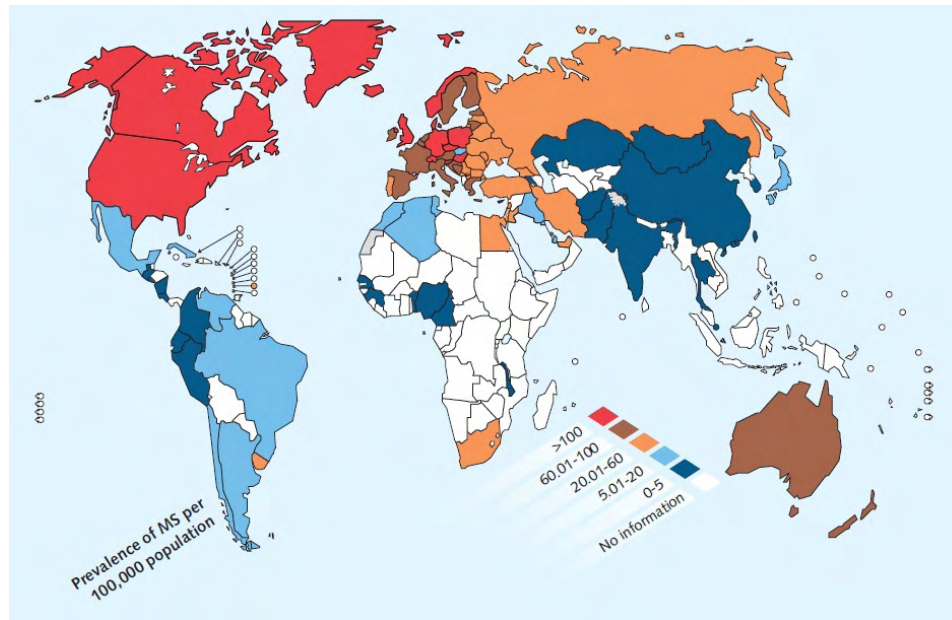 >100
60.01-100
20.01-60
5.01-20
0-5
No information
Prevalence of MS per
100,000 population